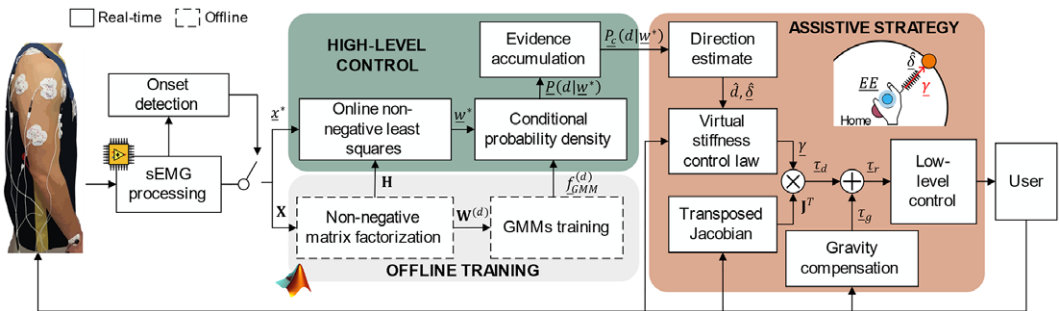 Real-time
Offline
Onset
detection
sEMG
processing
HIGH-LEVEL
CONTROL
Evidence
accumulation
P_c(d|w*)
P(d|w*)
x*
Online non-
negative least
squares
w*
Conditional
probability density
H
f_GMM^(d)
X
Non-negative
matrix factorization
W^(d)
GMMs training
OFFLINE TRAINING
ASSISTIVE STRATEGY
Direction
estimate
d̂, δ̂
Virtual
stiffness
control law
γ
Transposed
Jacobian
J^T
τ_d
τ_r
τ_g
Gravity
compensation
Low-
level
control
User
δ̂
EE
γ
Home